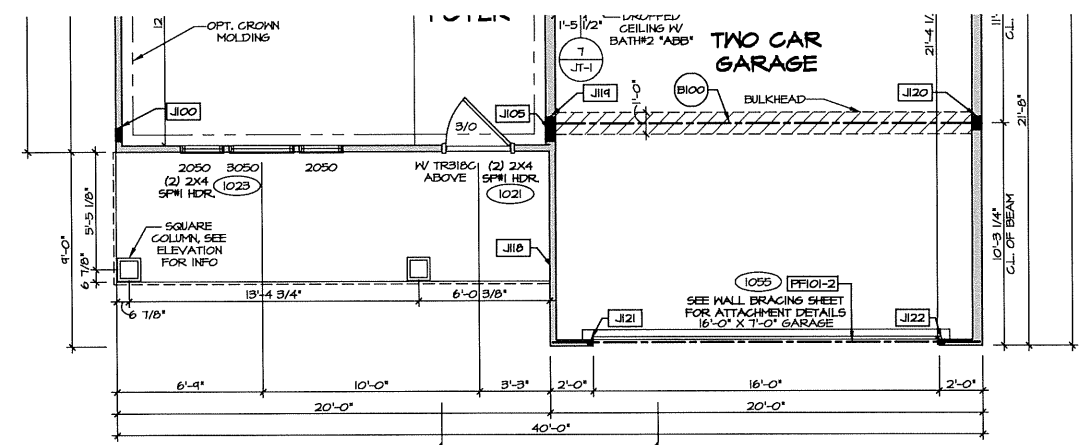 OPT. CROWN
MOLDING
12
FOYER
1'-5 1/2"
DROPPED
CEILING W/
BATH#2 "ABB"
7
JT-1
TWO CAR
GARAGE
21'-4 1/
11'-
C.L.
J100
J105
3/0
J119
1'-0"
B100
BULKHEAD
J120
21'-8"
2050
3050
2050
(2) 2X4
SP#1 HDR.
1023
W/ TR318C
ABOVE
(2) 2X4
SP#1 HDR.
1021
5'-5 1/8"
9'-0"
6 7/8"
SQUARE
COLUMN, SEE
ELEVATION
FOR INFO
J118
10'-3 1/4"
C.L. OF BEAM
13'-4 3/4"
6'-0 3/8"
6 7/8"
1055
PF101-2
SEE WALL BRACING SHEET
FOR ATTACHMENT DETAILS
16'-0" X 7'-0" GARAGE
J121
J122
6'-9"
10'-0"
3'-3"
2'-0"
16'-0"
2'-0"
20'-0"
20'-0"
40'-0"